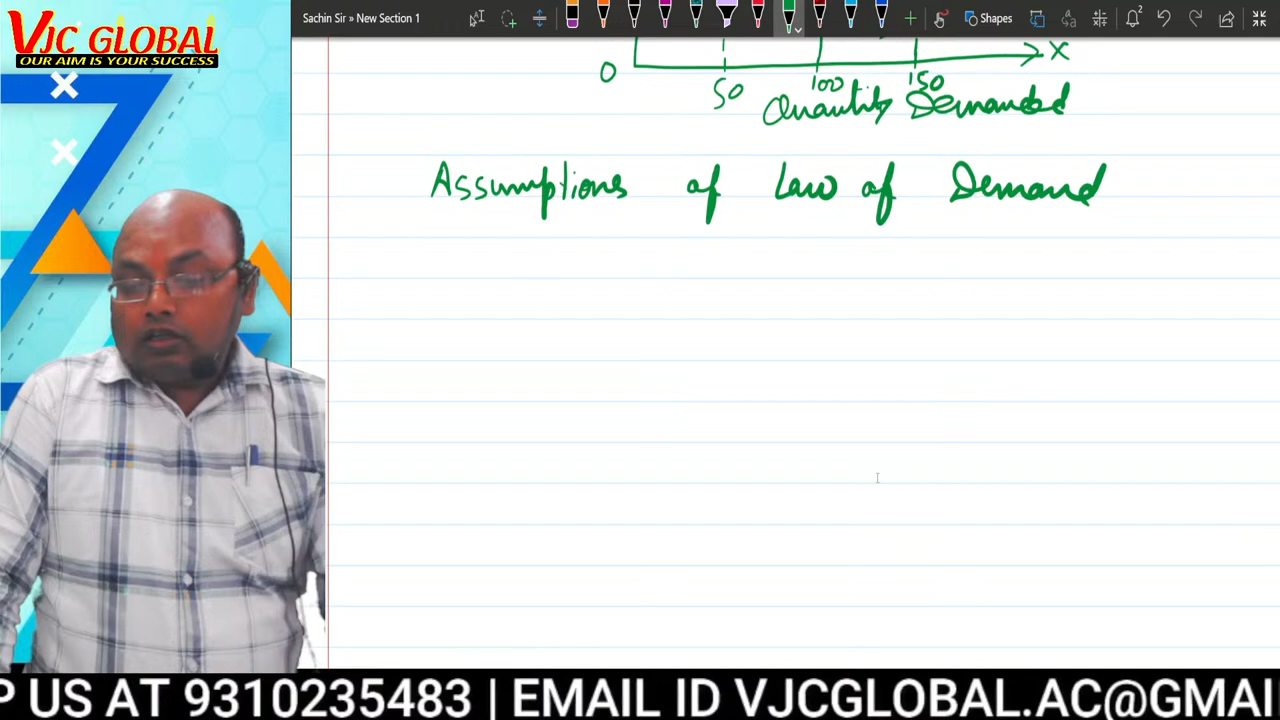 VJC GLOBAL
OUR AIM IS YOUR SUCCESS
Sachin Sir » New Section 1
Shapes
2
0
50
100
150
X
Quantity Demanded
Assumptions of Law of Demand
P US AT 9310235483 | EMAIL ID VJCGLOBAL.AC@GMAI